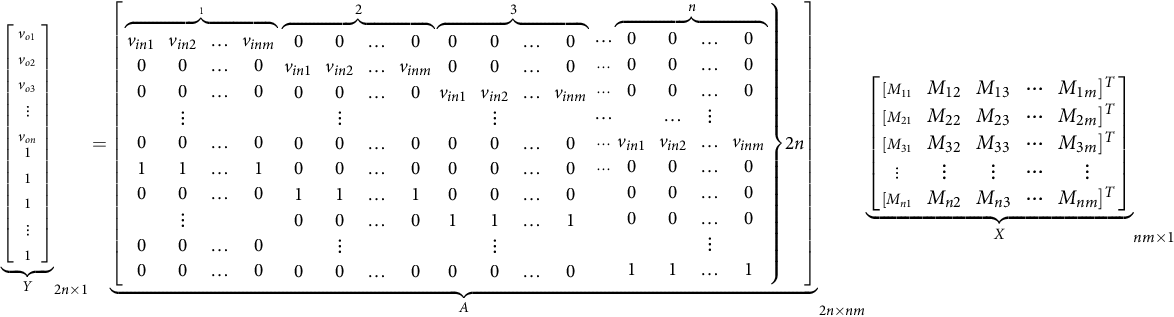 1 2 3 n
v_{o1} v_{in1} v_{in2} … v_{inm} 0 0 … 0 0 0 … 0 ⋯ 0 0 … 0
v_{o2} 0 0 … 0 v_{in1} v_{in2} … v_{inm} 0 0 … 0 ⋯ 0 0 … 0 [M_{11} M_{12} M_{13} ⋯ M_{1m}]^T
v_{o3} 0 0 … 0 0 0 … 0 v_{in1} v_{in2} … v_{inm} ⋯ 0 0 … 0 [M_{21} M_{22} M_{23} ⋯ M_{2m}]^T
⋮ ⋮ ⋮ ⋮ ⋯ … ⋮
v_{on} = 0 0 … 0 0 0 … 0 0 0 … 0 ⋯ v_{in1} v_{in2} … v_{inm} 2n [M_{31} M_{32} M_{33} ⋯ M_{3m}]^T
1 1 1 … 1 0 0 … 0 0 0 … 0 ⋯ 0 0 … 0 ⋮ ⋮ ⋮ ⋯ ⋮
1 0 0 … 0 1 1 … 1 0 0 … 0 0 0 … 0 [M_{n1} M_{n2} M_{n3} ⋯ M_{nm}]^T
1 ⋮ 0 0 … 0 1 1 … 1 0 0 … 0
⋮ 0 0 … 0 ⋮ ⋮ ⋮
1 0 0 … 0 0 0 … 0 0 0 … 0 1 1 … 1
Y 2n×1 A 2n×nm X nm×1